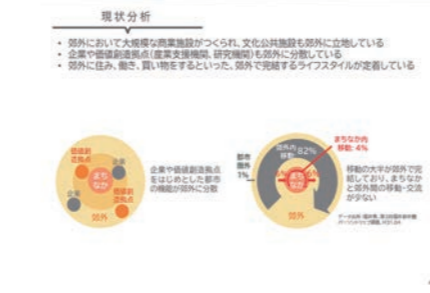 現状分析
• 郊外において大規模な商業施設がつくられ、文化公共施設も郊外に立地している
• 企業や価値創造拠点(産業支援機関、研究機関)も郊外に分散している
• 郊外に住み、働き、買い物をするといった、郊外で完結するライフスタイルが定着している
価値創造拠点
企業
まちなか
企業
価値創造拠点
郊外
企業や価値創造拠点
をはじめとした都市
の機能が郊外に分散
まちなか内
移動: 4%
郊外内
移動: 82%
都市
圏外
1%
まちなか
郊外
移動の大半が郊外で完
結しており、まちなか
と郊外間の移動・交流
が少ない